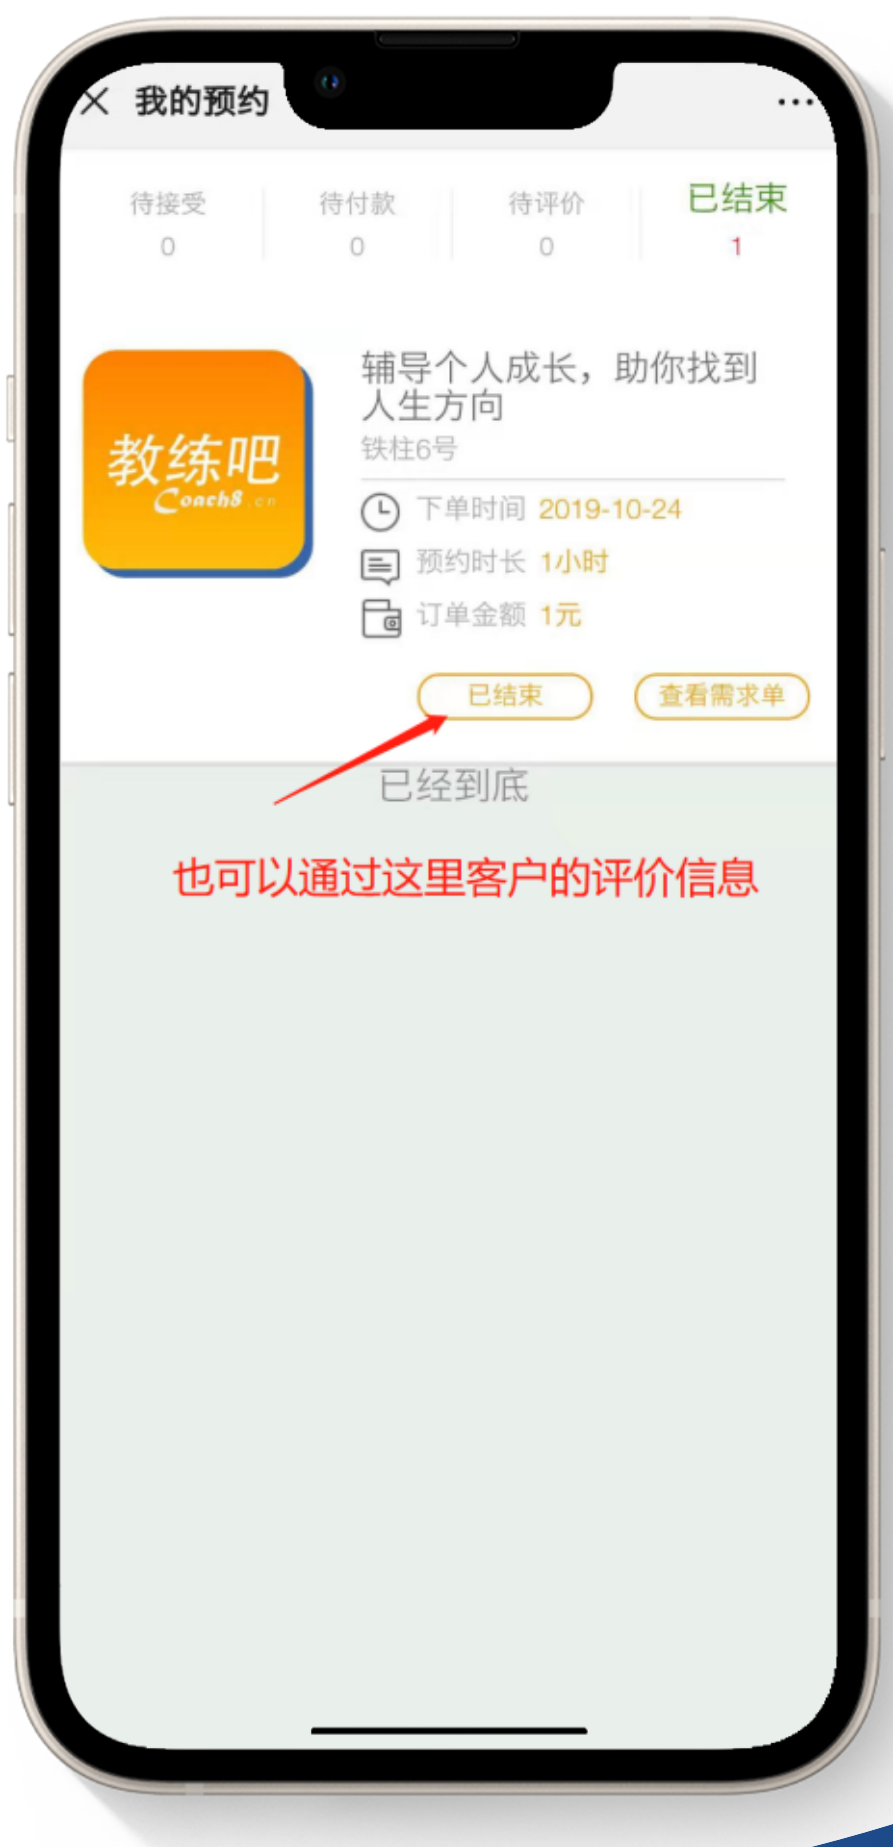 我的预约
待接受
待付款
待评价
已结束
0
0
0
1
辅导个人成长，助你找到
人生方向
铁柱6号
教练吧
Coach8.cn
下单时间 2019-10-24
预约时长 1小时
订单金额 1元
已结束
查看需求单
已经到底
也可以通过这里客户的评价信息